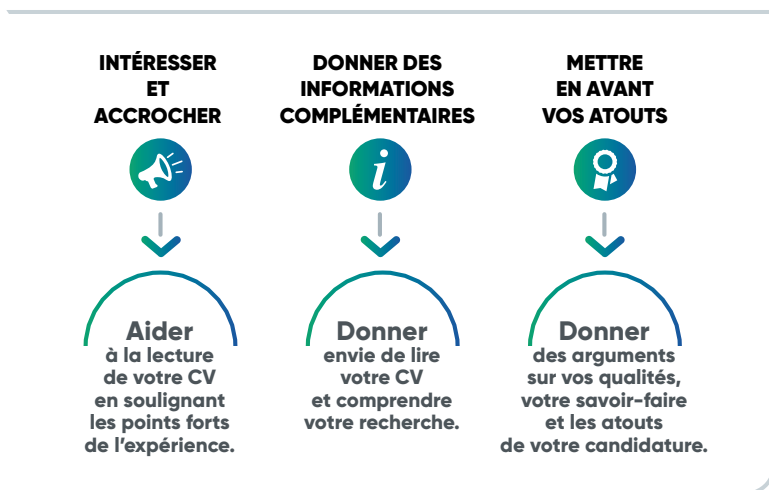 INTÉRESSER
ET
ACCROCHER
Aider
à la lecture
de votre CV
en soulignant
les points forts
de l'expérience.
DONNER DES
INFORMATIONS
COMPLÉMENTAIRES
i
Donner
envie de lire
votre CV
et comprendre
votre recherche.
METTRE
EN AVANT
VOS ATOUTS
Donner
des arguments
sur vos qualités,
votre savoir-faire
et les atouts
de votre candidature.